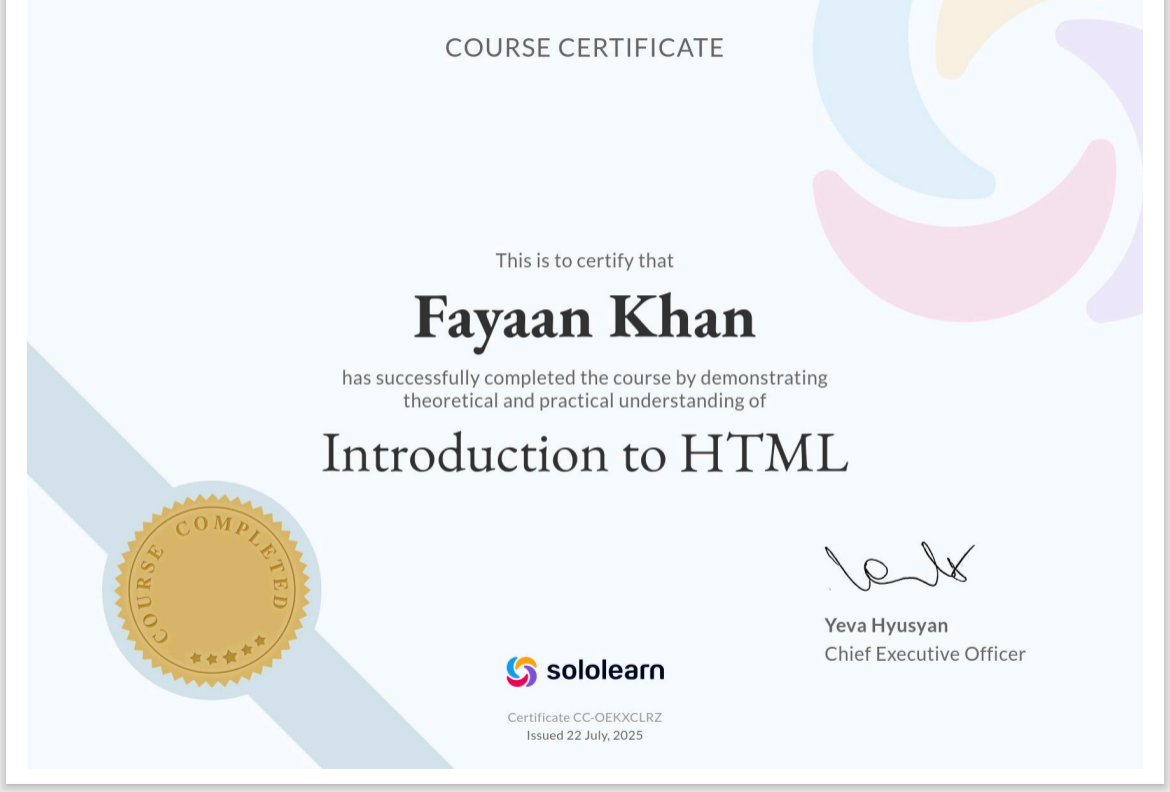 COURSE CERTIFICATE
This is to certify that
Fayaan Khan
has successfully completed the course by demonstrating
theoretical and practical understanding of
Introduction to HTML
COURSE COMPLETED
Yeva Hyusyan
Chief Executive Officer
sololearn
Certificate CC-OEKXCLRZ
Issued 22 July, 2025